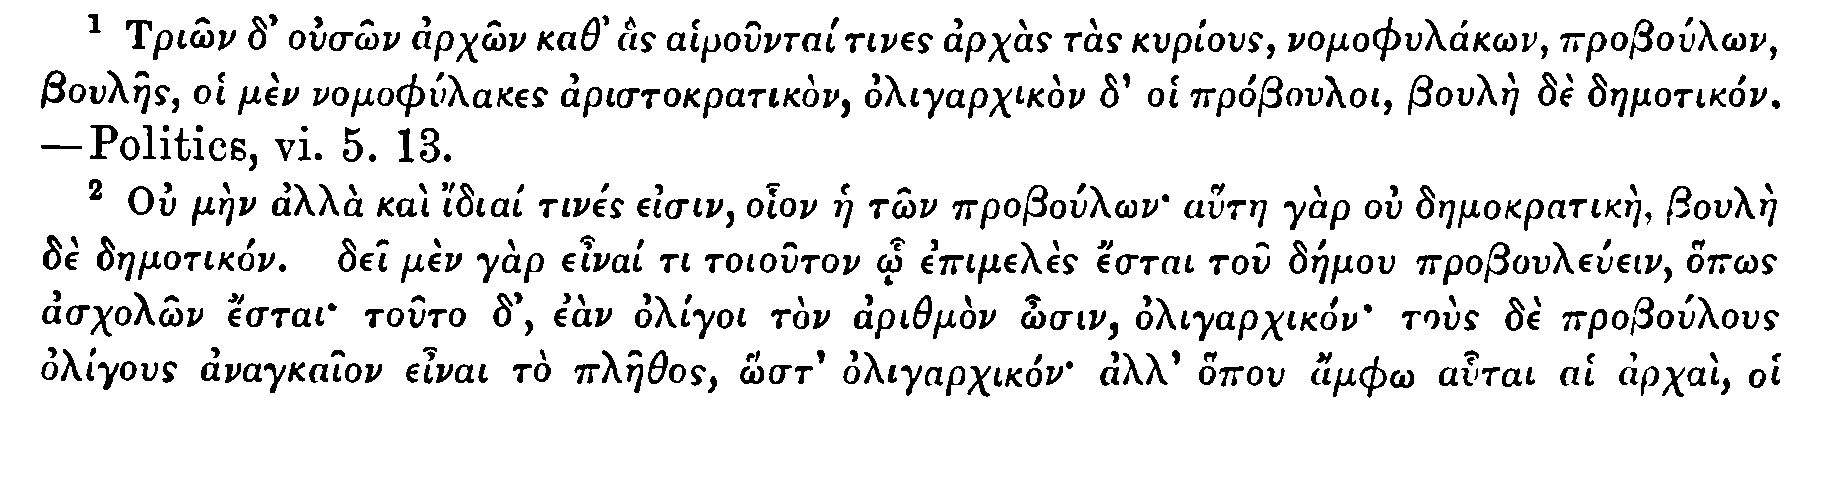 ¹ Τριῶν δ' οὐσῶν ἀρχῶν καθ' ἃς αἱροῦνταί τινες ἀρχὰς τὰς κυρίους, νομοφυλάκων, προβούλων,
βουλῆς, οἱ μὲν νομοφύλακες ἀριστοκρατικὸν, ὀλιγαρχικὸν δ' οἱ πρόβουλοι, βουλὴ δὲ δημοτικόν.
—Politics, vi. 5. 13.
² Οὐ μὴν ἀλλὰ καὶ ἴδιαί τινές εἰσιν, οἷον ἡ τῶν προβούλων· αὕτη γὰρ οὐ δημοκρατικὴ, βουλὴ
δὲ δημοτικόν. δεῖ μὲν γὰρ εἶναί τι τοιοῦτον ᾧ ἐπιμελὲς ἔσται τοῦ δήμου προβουλεύειν, ὅπως
ἀσχολῶν ἔσται· τοῦτο δ', ἐὰν ὀλίγοι τὸν ἀριθμὸν ὦσιν, ὀλιγαρχικόν· τοὺς δὲ προβούλους
ὀλίγους ἀναγκαῖον εἶναι τὸ πλῆθος, ὥστ' ὀλιγαρχικόν· ἀλλ' ὅπου ἄμφω αὗται αἱ ἀρχαὶ, οἱ